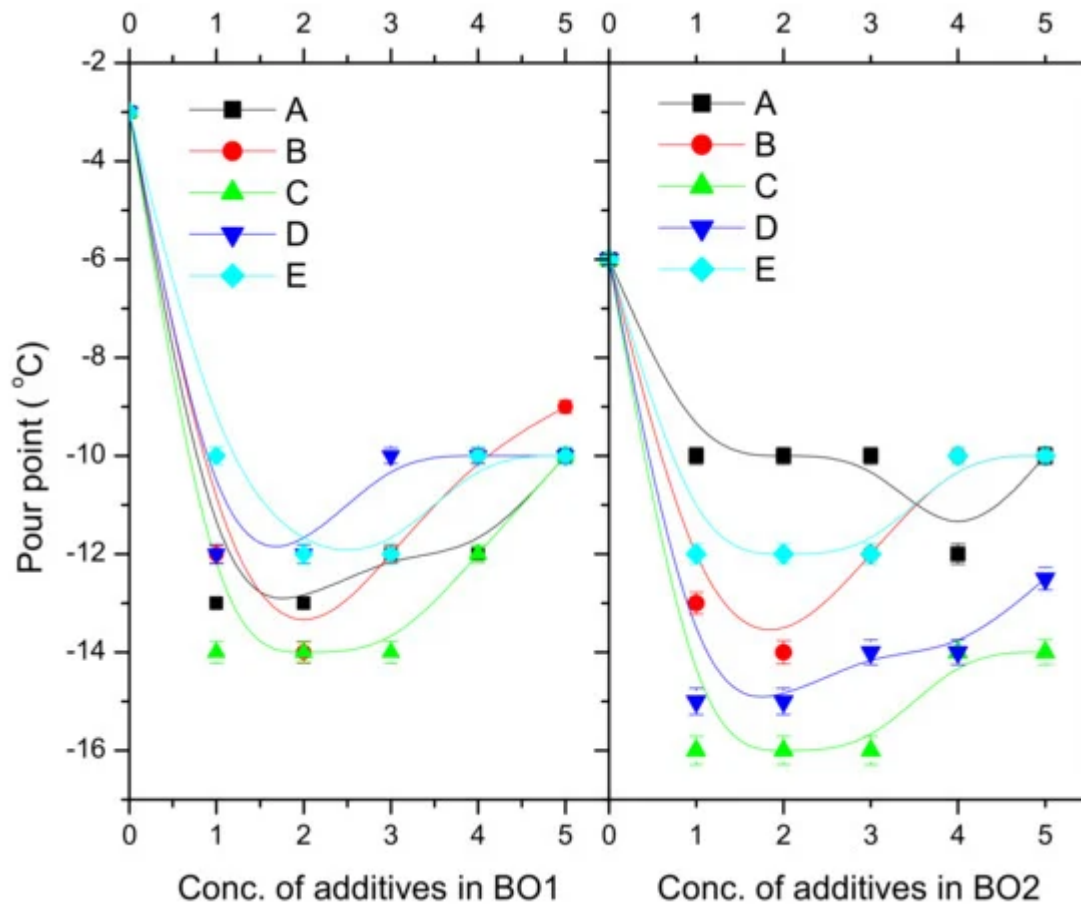 0 1 2 3 4 5 0 1 2 3 4 5
-2
-4
-6
-8
-10
-12
-14
-16
Pour point ( °C)
A
B
C
D
E
A
B
C
D
E
0 1 2 3 4 5 0 1 2 3 4 5
Conc. of additives in BO1
Conc. of additives in BO2